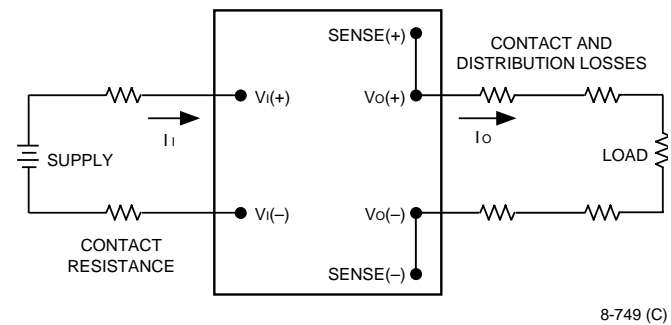 SENSE(+)
CONTACT AND
DISTRIBUTION LOSSES
VI(+)
VO(+)
II
IO
SUPPLY
LOAD
VI(–)
VO(–)
CONTACT
RESISTANCE
SENSE(–)
8-749 (C)